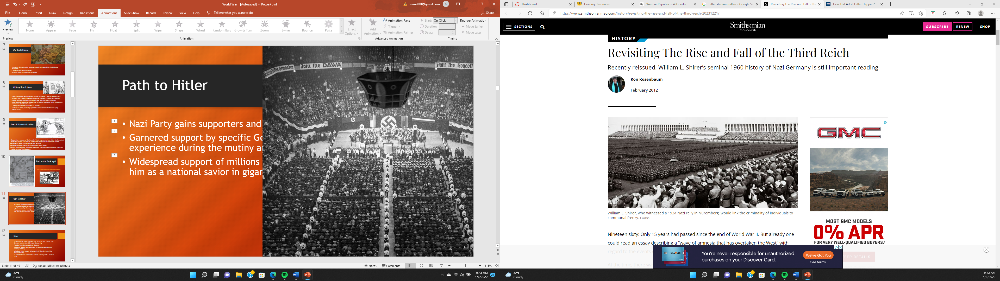 World War II [Autosaved] - PowerPoint
aarne001@gmail.com
A
File
Home
Insert
Draw
Design
Transitions
Animations
Slide Show
Record
Review
View
Help
Tell me what you want to do
Share
Preview
None
Appear
Fade
Fly In
Float In
Split
Wipe
Shape
Wheel
Random Bars
Grow & Turn
Zoom
Swivel
Bounce
Pulse
Effect
Options
Add
Animation
Animation Pane
Trigger
Animation Painter
Start:
On Click
Duration:
Delay:
Reorder Animation
Move Earlier
Move Later
Preview
Animation
Advanced Animation
Timing
7
War Guilt Clause
8
Military Restrictions
9
Rise of Ultra-Nationalism
10
Stab in the Back Myth
11
Path to Hitler
12
Hitler
Path to Hitler
1
• Nazi Party gains supporters and
2
• Garnered support by specific Ge
experience during the mutiny a
3
• Widespread support of millions
him as a national savior in gigar
Join the DAWA
Fight the Boycott
Slide 11 of 49
Accessibility: Investigate
Notes
Comments
113%
42°F
Cloudy
9:42 AM
4/6/2022
21
Dashboard
Herzing Resources
Weimar Republic - Wikipedia
hitler stadium rallies - Google Se
Revisiting The Rise and Fall of th
How Did Adolf Hitler Happen? |
https://www.smithsonianmag.com/history/revisiting-the-rise-and-fall-of-the-third-reich-20231221/
SECTIONS
Smithsonian
MAGAZINE
SUBSCRIBE
RENEW
SHOP
HISTORY
Revisiting The Rise and Fall of the Third Reich
Recently reissued, William L. Shirer's seminal 1960 history of Nazi Germany is still important reading
Ron Rosenbaum
February 2012
William L. Shirer, who witnessed a 1934 Nazi rally in Nuremberg, would link the criminality of individuals to
communal frenzy. Corbis
Nineteen sixty: Only 15 years had passed since the end of World War II. But already one
could read an essay describing a "wave of amnesia that has overtaken the West" with
regard to the events
At the time, there wa
GMC
MOST GMC MODELS
0% APR
FOR VERY WELL-QUALIFIED BUYERS.¹
FFER DETAILS
DISCOVER
You're never responsible for unauthorized
purchases on your Discover Card.
We've Got You
See terms.
42°F
Cloudy
9:42 AM
4/6/2022